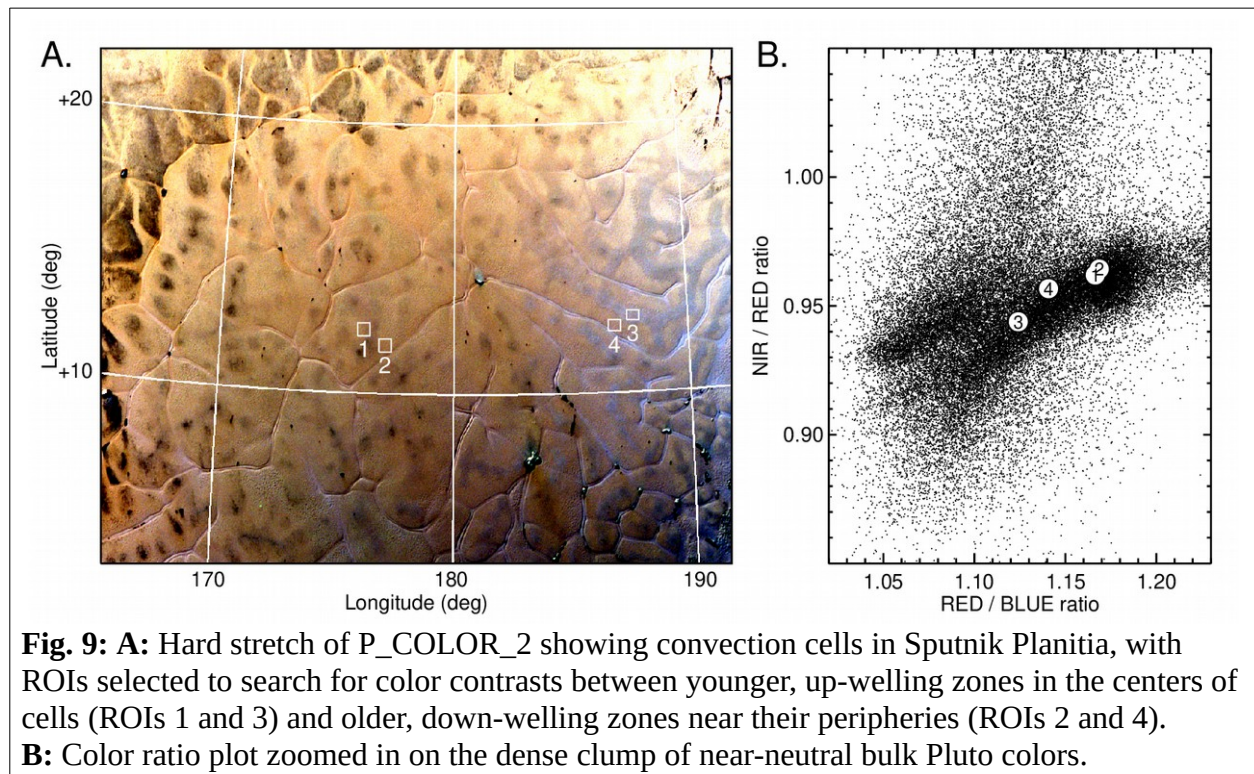 A.
+20
+10
Latitude (deg)
1
2
3
4
170
180
190
Longitude (deg)
B.
1.00
0.95
0.90
NIR / RED ratio
1
2
3
4
1.05
1.10
1.15
1.20
RED / BLUE ratio
Fig. 9: A: Hard stretch of P_COLOR_2 showing convection cells in Sputnik Planitia, with
ROIs selected to search for color contrasts between younger, up-welling zones in the centers of
cells (ROIs 1 and 3) and older, down-welling zones near their peripheries (ROIs 2 and 4).
B: Color ratio plot zoomed in on the dense clump of near-neutral bulk Pluto colors.